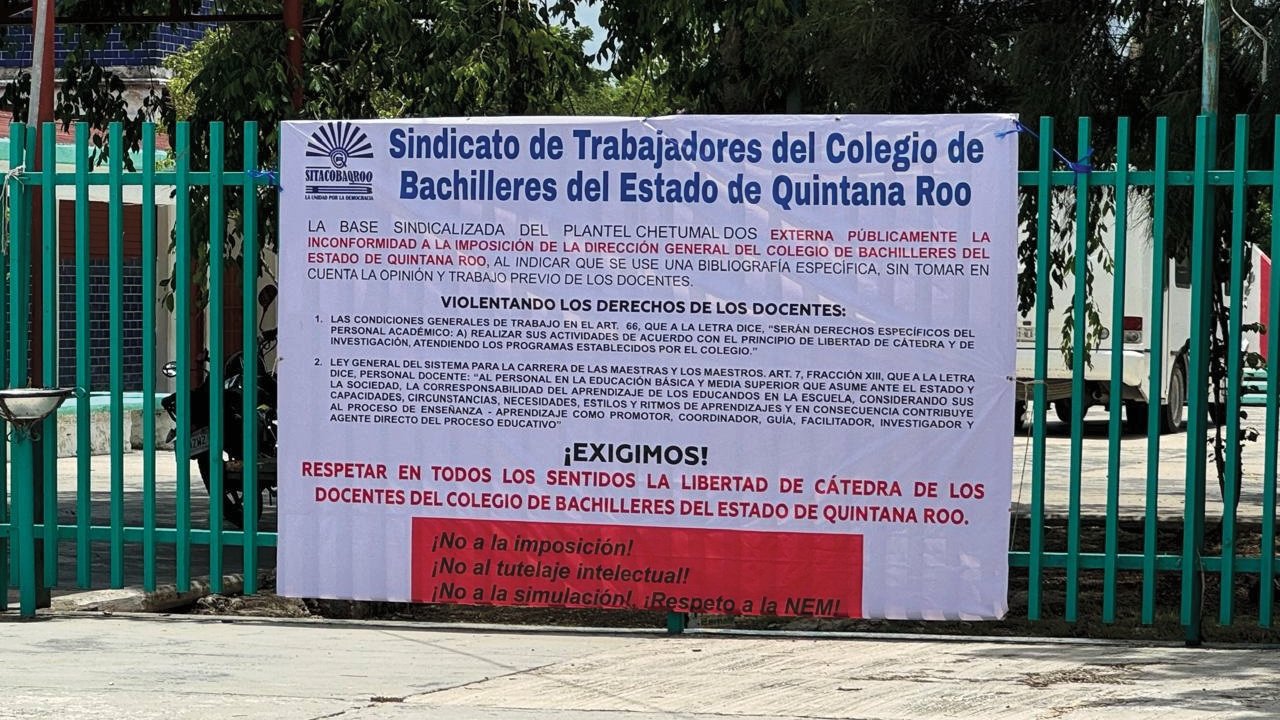 Sindicato de Trabajadores del Colegio de
Bachilleres del Estado de Quintana Roo
SITACOBAQROO
LA UNIDAD POR LA DEMOCRACIA
LA BASE SINDICALIZADA DEL PLANTEL CHETUMAL DOS EXTERNA PÚBLICAMENTE LA
INCONFORMIDAD A LA IMPOSICIÓN DE LA DIRECCIÓN GENERAL DEL COLEGIO DE BACHILLERES DEL
ESTADO DE QUINTANA ROO, AL INDICAR QUE SE USE UNA BIBLIOGRAFÍA ESPECÍFICA, SIN TOMAR EN
CUENTA LA OPINIÓN Y TRABAJO PREVIO DE LOS DOCENTES.
VIOLENTANDO LOS DERECHOS DE LOS DOCENTES:
1. LAS CONDICIONES GENERALES DE TRABAJO EN EL ART. 66, QUE A LA LETRA DICE, "SERÁN DERECHOS ESPECÍFICOS DEL
PERSONAL ACADÉMICO: A) REALIZAR SUS ACTIVIDADES DE ACUERDO CON EL PRINCIPIO DE LIBERTAD DE CÁTEDRA Y DE
INVESTIGACIÓN, ATENDIENDO LOS PROGRAMAS ESTABLECIDOS POR EL COLEGIO."
2. LEY GENERAL DEL SISTEMA PARA LA CARRERA DE LAS MAESTRAS Y LOS MAESTROS. ART. 7, FRACCIÓN XIII, QUE A LA LETRA
DICE, PERSONAL DOCENTE: "AL PERSONAL EN LA EDUCACIÓN BÁSICA Y MEDIA SUPERIOR QUE ASUME ANTE EL ESTADO Y
LA SOCIEDAD, LA CORRESPONSABILIDAD DEL APRENDIZAJE DE LOS EDUCANDOS EN LA ESCUELA, CONSIDERANDO SUS
CAPACIDADES, CIRCUNSTANCIAS, NECESIDADES, ESTILOS Y RITMOS DE APRENDIZAJES Y EN CONSECUENCIA CONTRIBUYE
AL PROCESO DE ENSEÑANZA - APRENDIZAJE COMO PROMOTOR, COORDINADOR, GUÍA, FACILITADOR, INVESTIGADOR Y
AGENTE DIRECTO DEL PROCESO EDUCATIVO"
¡EXIGIMOS!
RESPETAR EN TODOS LOS SENTIDOS LA LIBERTAD DE CÁTEDRA DE LOS
DOCENTES DEL COLEGIO DE BACHILLERES DEL ESTADO DE QUINTANA ROO.
¡No a la imposición!
¡No al tutelaje intelectual!
¡No a la simulación!, ¡Respeto a la NEM!